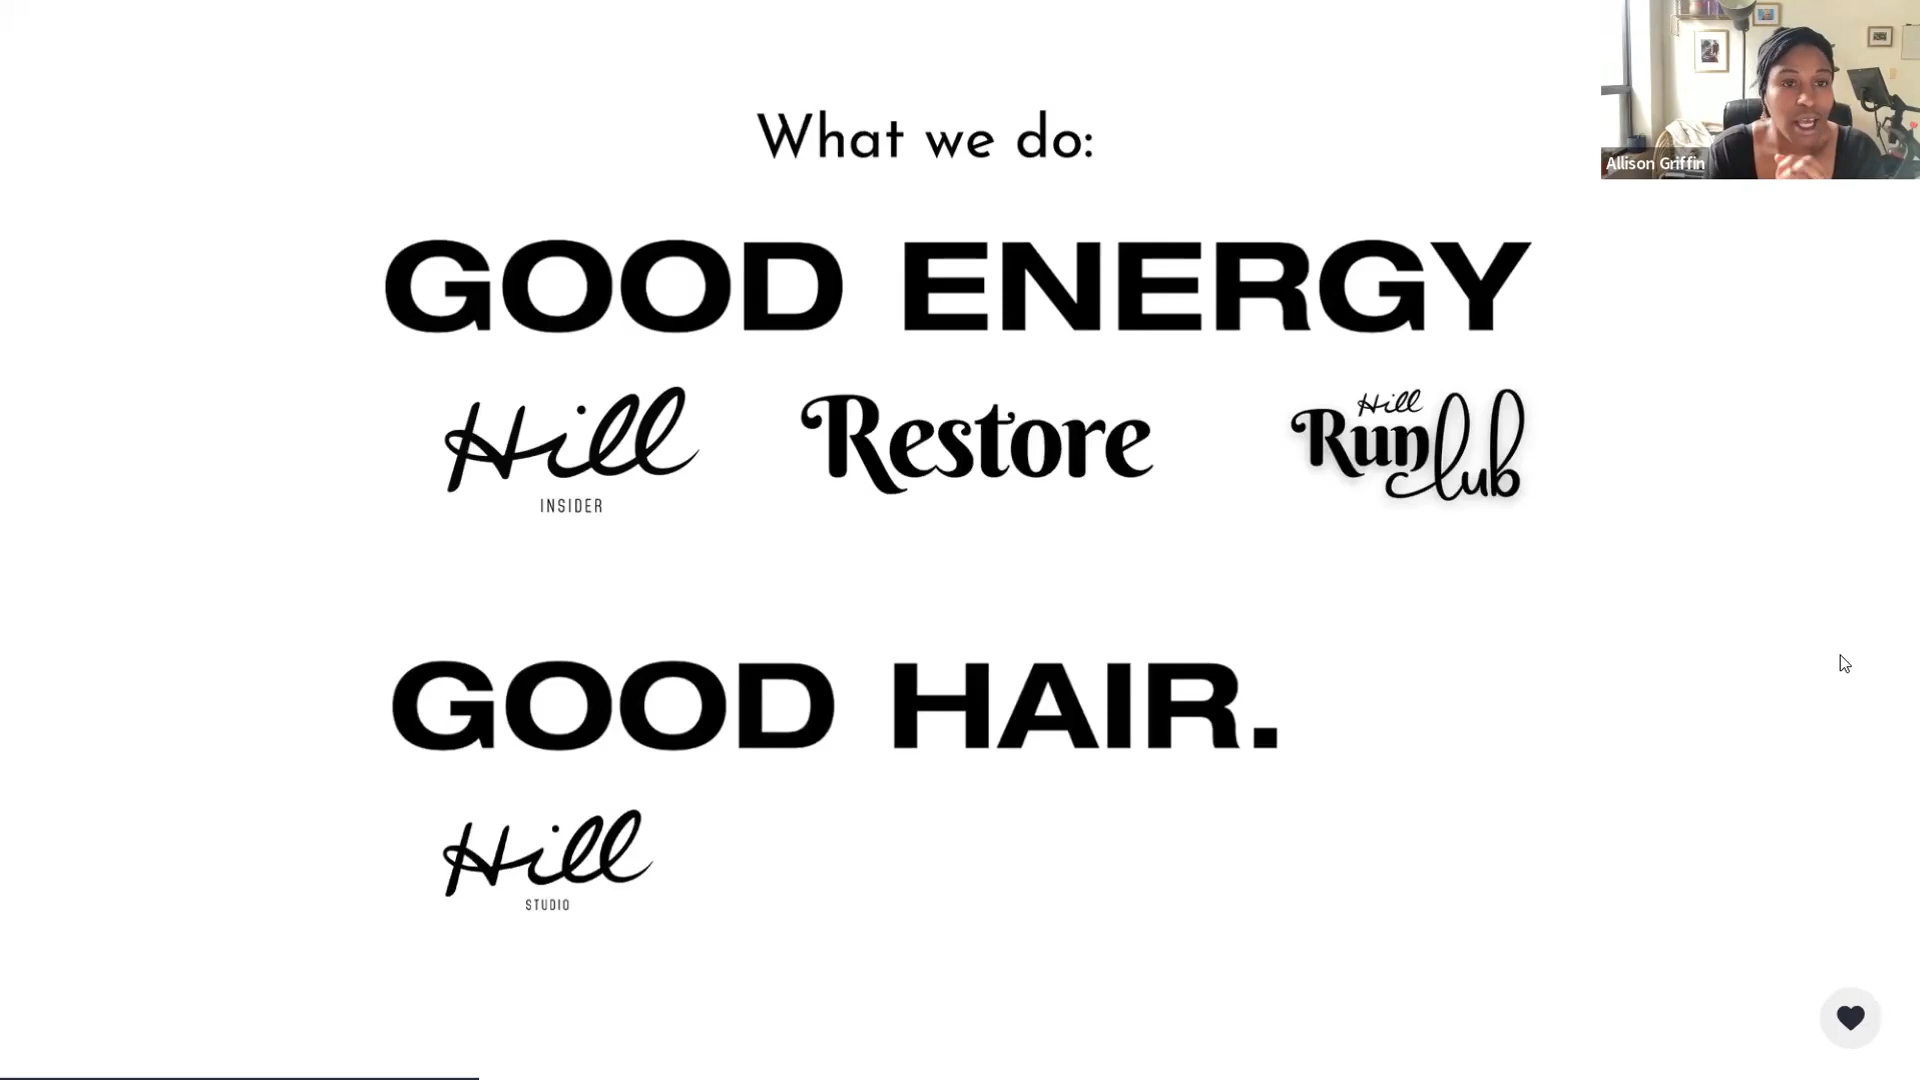 What we do:
Allison Griffin
GOOD ENERGY
Hill
INSIDER
Restore
Hill
Run Club
GOOD HAIR.
Hill
STUDIO